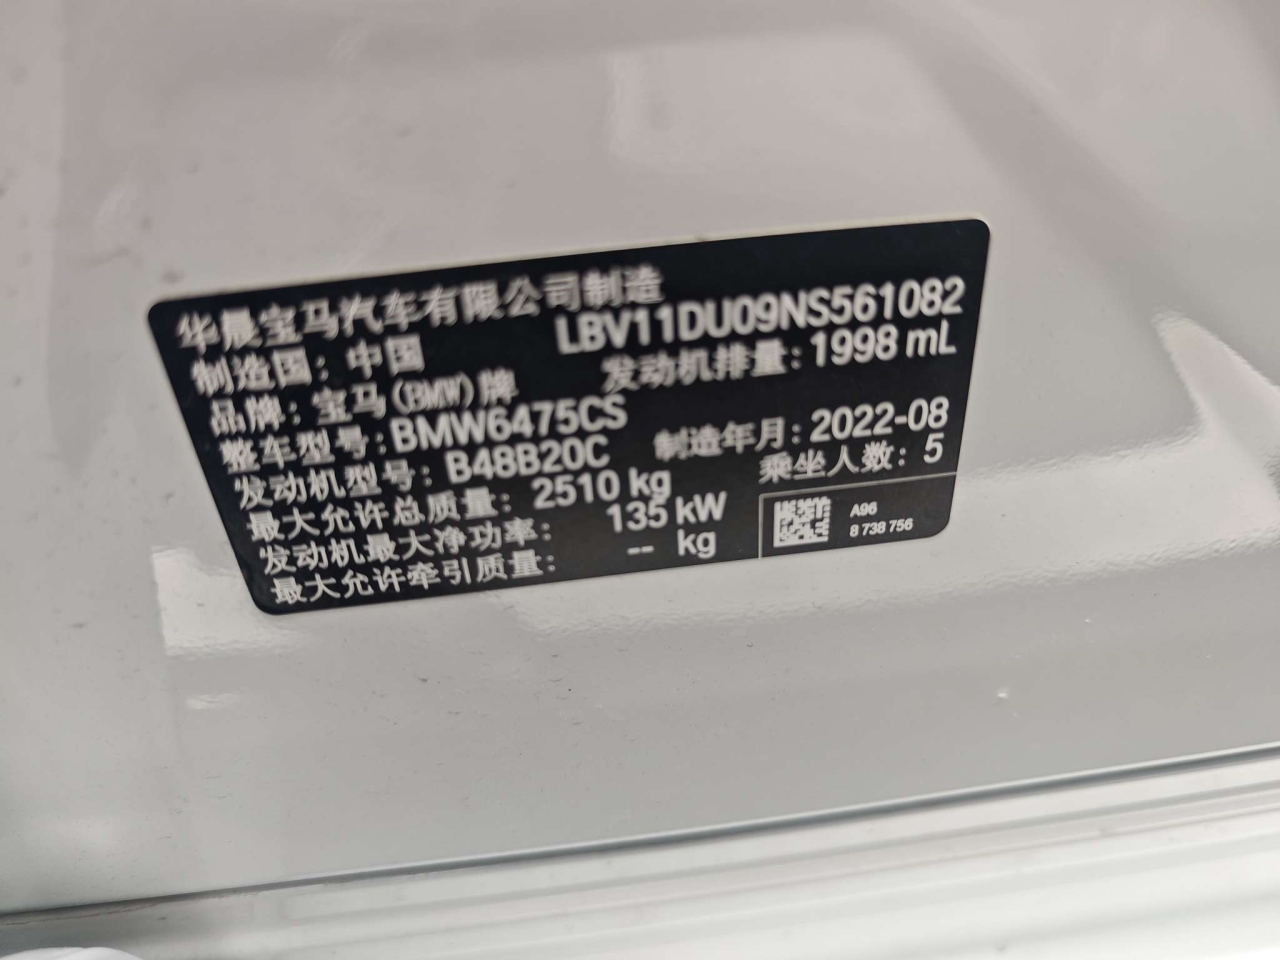 华晨宝马汽车有限公司制造
制造国：中国 LBV11DU09NS561082
品牌：宝马(BMW)牌 发动机排量：1998 mL
整车型号：BMW6475CS
发动机型号：B48B20C 制造年月：2022-08
最大允许总质量：2510 kg 乘坐人数：5
发动机最大净功率：135 kW
最大允许牵引质量：-- kg
A96
8 738 756